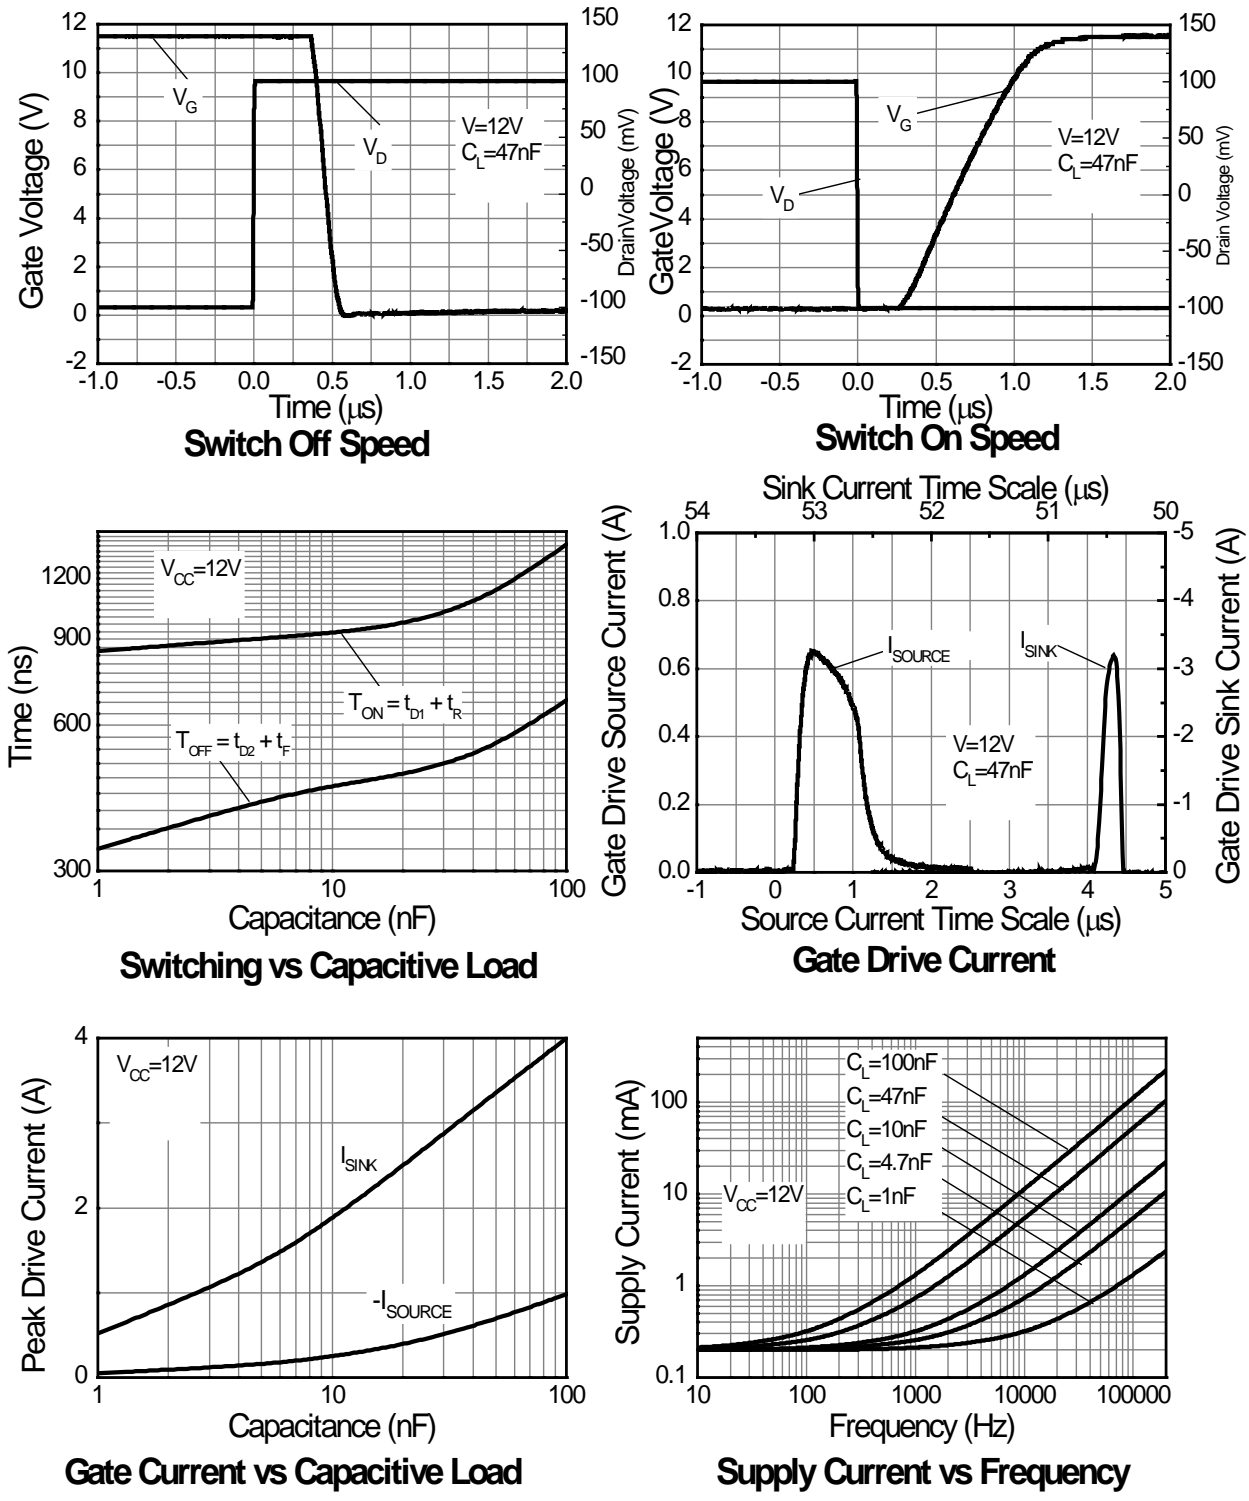 12
10
8
6
4
2
0
-2
150
100
50
0
-50
-100
-150
Gate Voltage (V)
Drain Voltage (mV)
V_G
V_D
V=12V
C_L=47nF
-1.0 -0.5 0.0 0.5 1.0 1.5 2.0
Time (μs)
Switch Off Speed
12
10
8
6
4
2
0
-2
150
100
50
0
-50
-100
-150
Gate Voltage (V)
Drain Voltage (mV)
V_G
V_D
V=12V
C_L=47nF
-1.0 -0.5 0.0 0.5 1.0 1.5 2.0
Time (μs)
Switch On Speed
1200
900
600
300
Time (ns)
V_CC=12V
T_ON = t_D1 + t_R
T_OFF = t_D2 + t_F
1 10 100
Capacitance (nF)
Switching vs Capacitive Load
Sink Current Time Scale (μs)
54 53 52 51 50
1.0
0.8
0.6
0.4
0.2
0.0
-5
-4
-3
-2
-1
0
Gate Drive Source Current (A)
Gate Drive Sink Current (A)
I_SOURCE
I_SINK
V=12V
C_L=47nF
-1 0 1 2 3 4 5
Source Current Time Scale (μs)
Gate Drive Current
4
2
0
Peak Drive Current (A)
V_CC=12V
I_SINK
-I_SOURCE
1 10 100
Capacitance (nF)
Gate Current vs Capacitive Load
100
10
1
0.1
Supply Current (mA)
C_L=100nF
C_L=47nF
C_L=10nF
C_L=4.7nF
C_L=1nF
V_CC=12V
10 100 1000 10000 100000
Frequency (Hz)
Supply Current vs Frequency